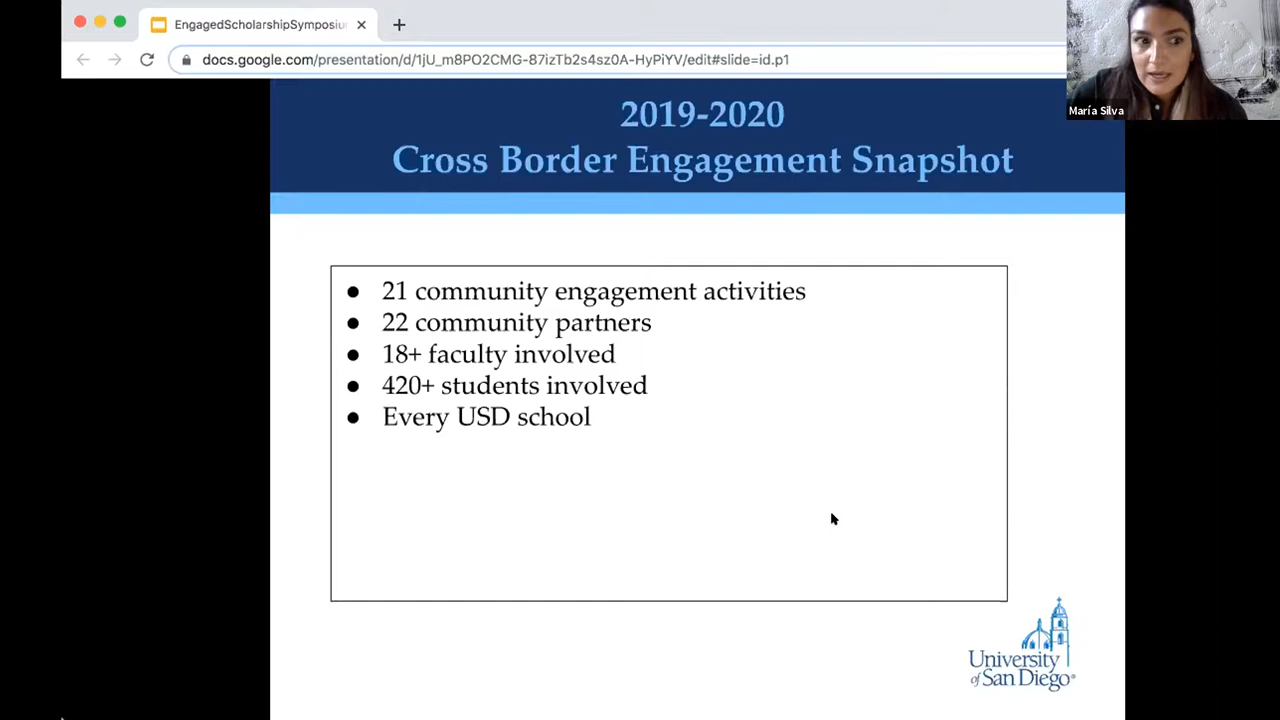 EngagedScholarshipSymposiu
docs.google.com/presentation/d/1jU_m8PO2CMG-87izTb2s4sz0A-HyPiYV/edit#slide=id.p1
María Silva
2019-2020
Cross Border Engagement Snapshot
● 21 community engagement activities
● 22 community partners
● 18+ faculty involved
● 420+ students involved
● Every USD school
University
of San Diego®